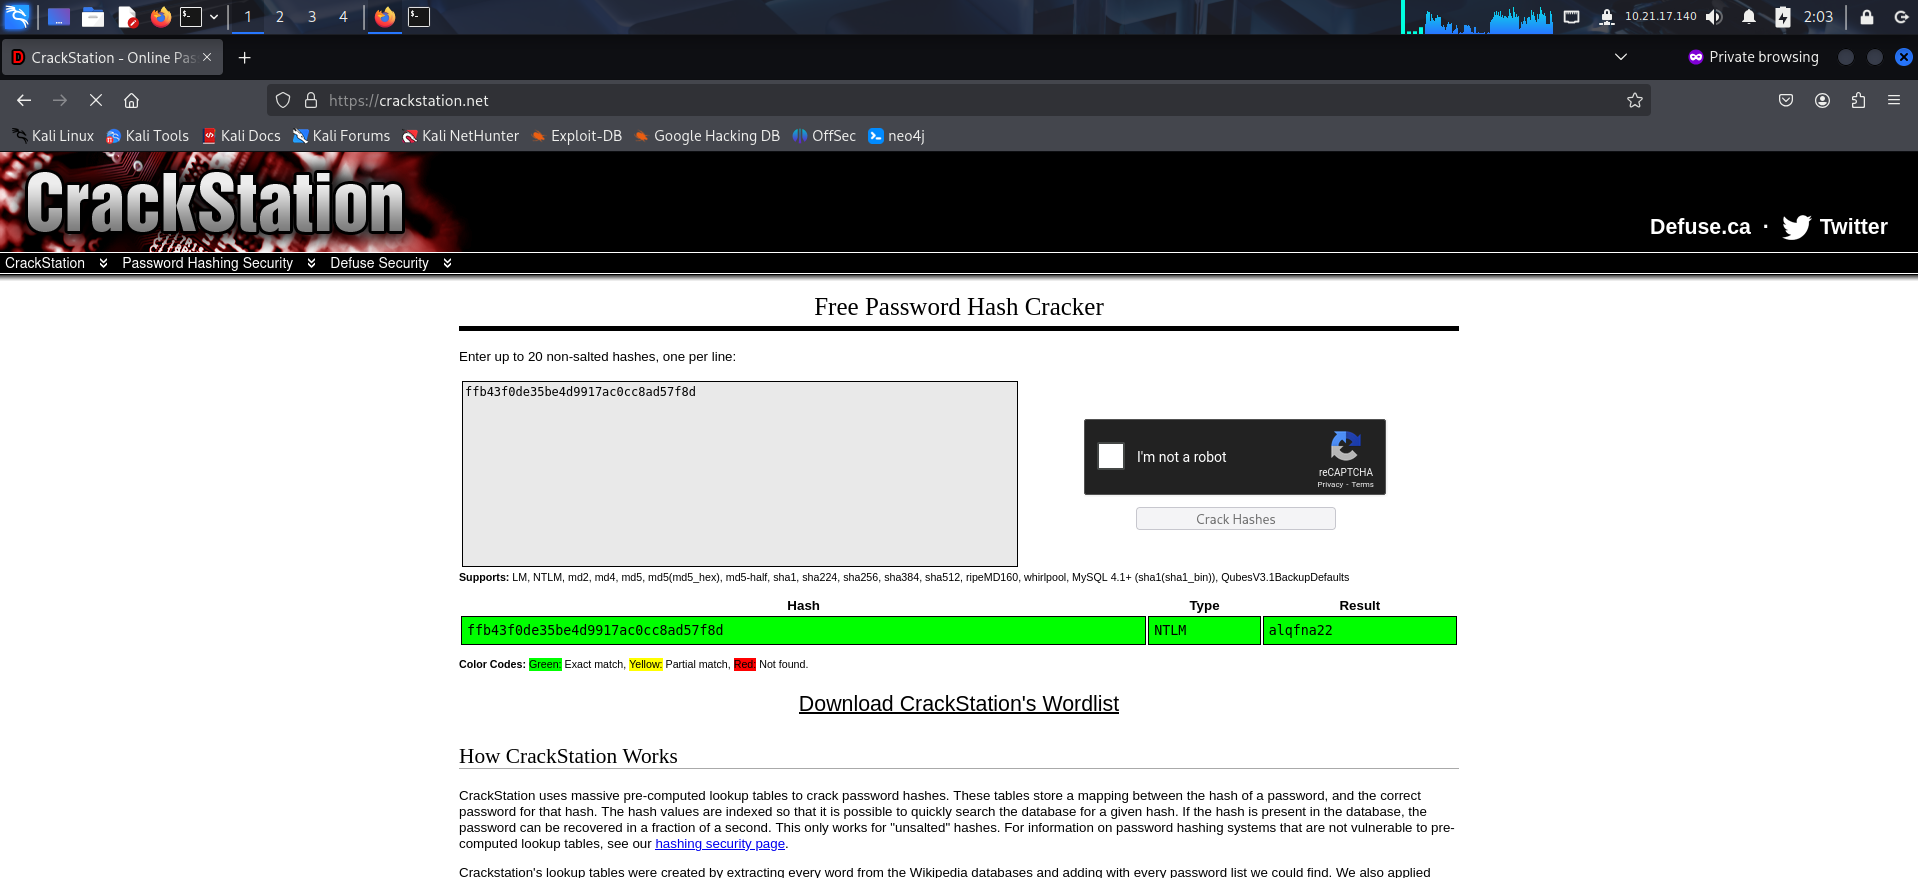 1 2 3 4 10.21.17.140 2:03
CrackStation - Online Pas Private browsing
https://crackstation.net
Kali Linux Kali Tools Kali Docs Kali Forums Kali NetHunter Exploit-DB Google Hacking DB OffSec neo4j
CrackStation
Defuse.ca · Twitter
CrackStation Password Hashing Security Defuse Security
Free Password Hash Cracker
Enter up to 20 non-salted hashes, one per line:
ffb43f0de35be4d9917ac0cc8ad57f8d
I'm not a robot
reCAPTCHA
Privacy - Terms
Crack Hashes
Supports: LM, NTLM, md2, md4, md5, md5(md5_hex), md5-half, sha1, sha224, sha256, sha384, sha512, ripeMD160, whirlpool, MySQL 4.1+ (sha1(sha1_bin)), QubesV3.1BackupDefaults
Hash Type Result
ffb43f0de35be4d9917ac0cc8ad57f8d NTLM alqfna22
Color Codes: Green: Exact match, Yellow: Partial match, Red: Not found.
Download CrackStation's Wordlist
How CrackStation Works
CrackStation uses massive pre-computed lookup tables to crack password hashes. These tables store a mapping between the hash of a password, and the correct
password for that hash. The hash values are indexed so that it is possible to quickly search the database for a given hash. If the hash is present in the database, the
password can be recovered in a fraction of a second. This only works for "unsalted" hashes. For information on password hashing systems that are not vulnerable to pre-
computed lookup tables, see our hashing security page.
Crackstation's lookup tables were created by extracting every word from the Wikipedia databases and adding with every password list we could find. We also applied